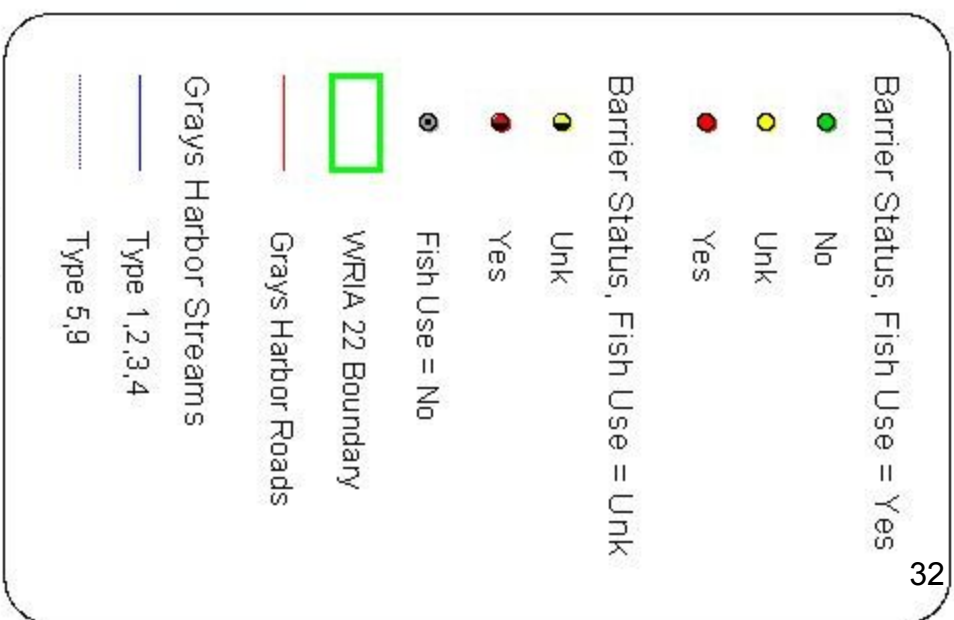 Barrier Status, Fish Use = Yes
No
Unk
Yes
Barrier Status, Fish Use = Unk
Unk
Yes
Fish Use = No
WRIA 22 Boundary
Grays Harbor Roads
Grays Harbor Streams
Type 1,2,3,4
Type 5,9
32